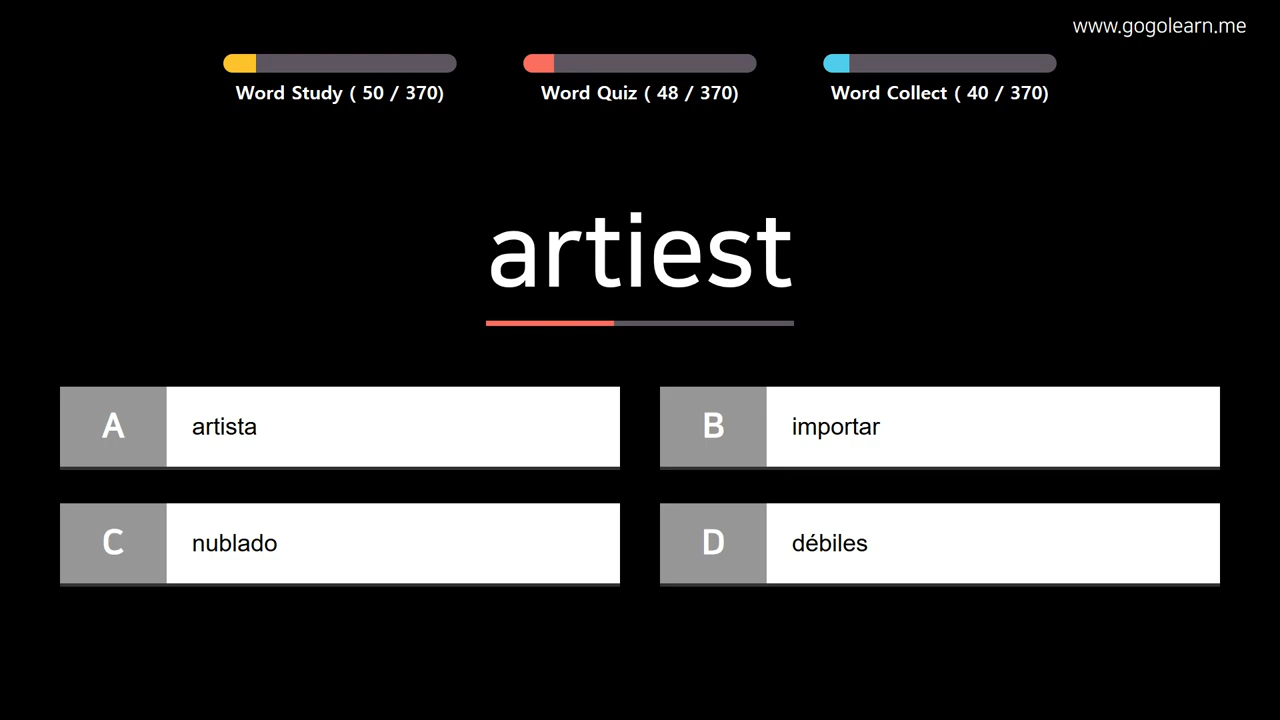 www.gogolearn.me
Word Study ( 50 / 370)
Word Quiz ( 48 / 370)
Word Collect ( 40 / 370)
artiest
A
artista
B
importar
C
nublado
D
débiles